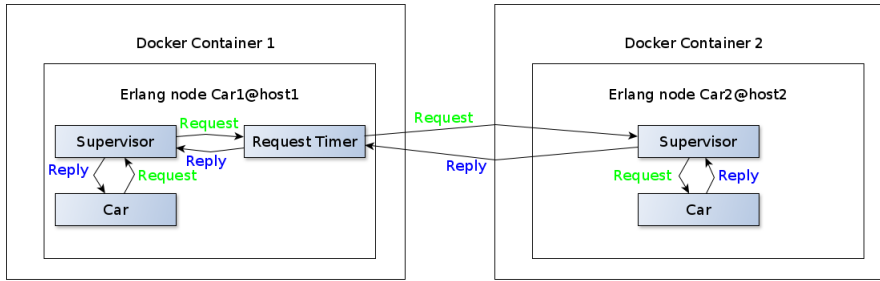 Docker Container 1
Docker Container 2
Erlang node Car1@host1
Erlang node Car2@host2
Request
Request
Supervisor
Request Timer
Supervisor
Reply
Reply
Reply
Request
Request
Reply
Car
Car